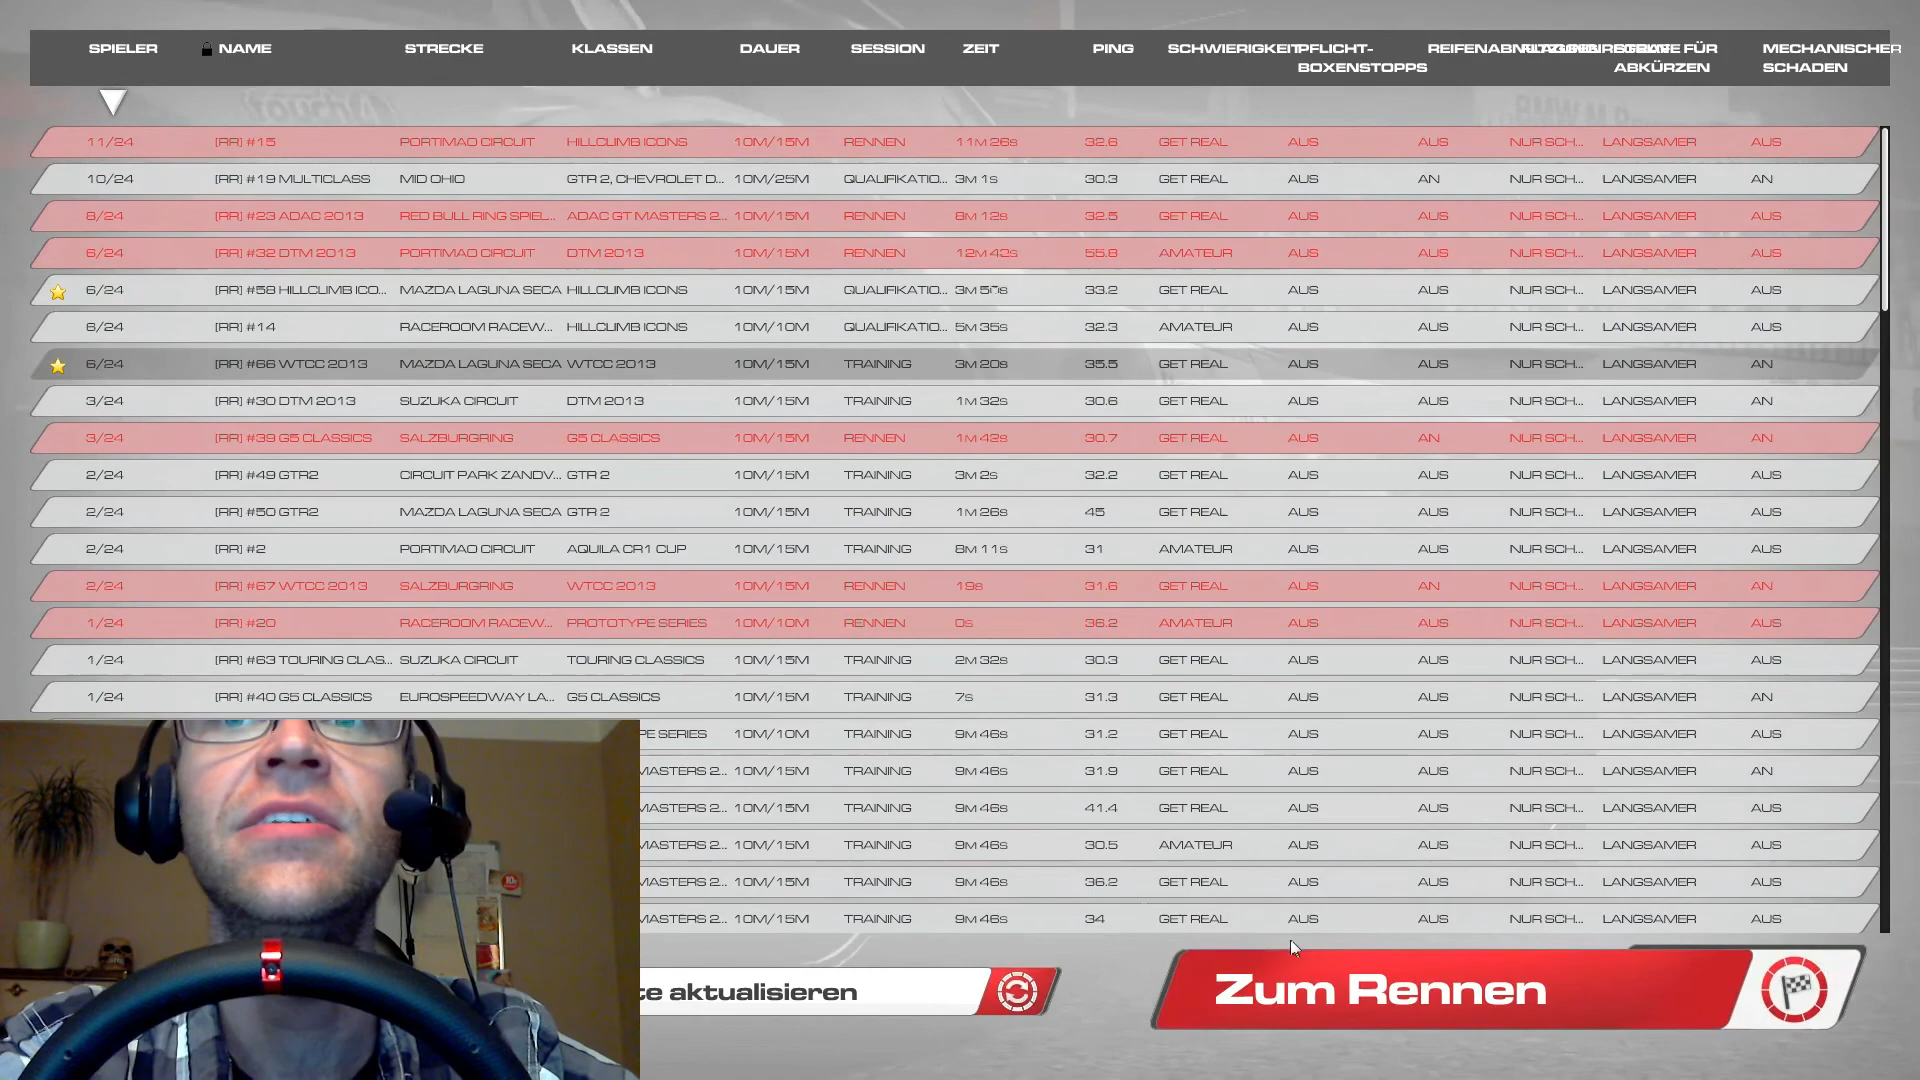 SPIELER NAME STRECKE KLASSEN DAUER SESSION ZEIT PING SCHWIERIGKEIT PFLICHT-BOXENSTOPPS FÜR ABKÜRZEN MECHANISCHER SCHADEN
11/24 [RR] #15 PORTIMAO CIRCUIT HILLCLIMB ICONS 10M/15M RENNEN 11M 26S 32.6 GET REAL AUS AUS NUR SCH... LANGSAMER AUS
10/24 [RR] #19 MULTICLASS MID OHIO GTR 2, CHEVROLET D... 10M/25M QUALIFIKATIO... 3M 1S 30.3 GET REAL AUS AN NUR SCH... LANGSAMER AN
8/24 [RR] #23 ADAC 2013 RED BULL RING SPIEL... ADAC GT MASTERS 2... 10M/15M RENNEN 8M 12S 32.5 GET REAL AUS AUS NUR SCH... LANGSAMER AUS
6/24 [RR] #32 DTM 2013 PORTIMAO CIRCUIT DTM 2013 10M/15M RENNEN 12M 43S 55.8 AMATEUR AUS AUS NUR SCH... LANGSAMER AUS
6/24 [RR] #58 HILLCLIMB ICO... MAZDA LAGUNA SECA HILLCLIMB ICONS 10M/15M QUALIFIKATIO... 3M 33.2 GET REAL AUS AUS NUR SCH... LANGSAMER AUS
6/24 [RR] #14 RACEROOM RACEW... HILLCLIMB ICONS 10M/10M QUALIFIKATIO... 5M 35S 32.3 AMATEUR AUS AUS NUR SCH... LANGSAMER AUS
6/24 [RR] #66 WTCC 2013 MAZDA LAGUNA SECA WTCC 2013 10M/15M TRAINING 3M 20S 35.5 GET REAL AUS AUS NUR SCH... LANGSAMER AN
3/24 [RR] #30 DTM 2013 SUZUKA CIRCUIT DTM 2013 10M/15M TRAINING 1M 32S 30.6 GET REAL AUS AUS NUR SCH... LANGSAMER AN
3/24 [RR] #39 G5 CLASSICS SALZBURGRING G5 CLASSICS 10M/15M RENNEN 1M 42S 30.7 GET REAL AUS AN NUR SCH... LANGSAMER AN
2/24 [RR] #49 GTR2 CIRCUIT PARK ZANDV... GTR 2 10M/15M TRAINING 3M 2S 32.2 GET REAL AUS AUS NUR SCH... LANGSAMER AUS
2/24 [RR] #50 GTR2 MAZDA LAGUNA SECA GTR 2 10M/15M TRAINING 1M 26S 45 GET REAL AUS AUS NUR SCH... LANGSAMER AUS
2/24 [RR] #2 PORTIMAO CIRCUIT AQUILA CR1 CUP 10M/15M TRAINING 8M 11S 31 AMATEUR AUS AUS NUR SCH... LANGSAMER AUS
2/24 [RR] #67 WTCC 2013 SALZBURGRING WTCC 2013 10M/15M RENNEN 19S 31.6 GET REAL AUS AN NUR SCH... LANGSAMER AN
1/24 [RR] #20 RACEROOM RACEW... PROTOTYPE SERIES 10M/10M RENNEN 0S 36.2 AMATEUR AUS AUS NUR SCH... LANGSAMER AUS
1/24 [RR] #63 TOURING CLAS... SUZUKA CIRCUIT TOURING CLASSICS 10M/15M TRAINING 2M 32S 30.3 GET REAL AUS AUS NUR SCH... LANGSAMER AUS
1/24 [RR] #40 G5 CLASSICS EUROSPEEDWAY LA... G5 CLASSICS 10M/15M TRAINING 7S 31.3 GET REAL AUS AUS NUR SCH... LANGSAMER AN
PE SERIES 10M/10M TRAINING 9M 46S 31.2 GET REAL AUS AUS NUR SCH... LANGSAMER AUS
MASTERS 2... 10M/15M TRAINING 9M 46S 31.9 GET REAL AUS AUS NUR SCH... LANGSAMER AN
MASTERS 2... 10M/15M TRAINING 9M 46S 41.4 GET REAL AUS AUS NUR SCH... LANGSAMER AUS
MASTERS 2... 10M/15M TRAINING 9M 46S 30.5 AMATEUR AUS AUS NUR SCH... LANGSAMER AUS
MASTERS 2... 10M/15M TRAINING 9M 46S 36.2 GET REAL AUS AUS NUR SCH... LANGSAMER AUS
MASTERS 2... 10M/15M TRAINING 9M 46S 34 GET REAL AUS AUS NUR SCH... LANGSAMER AUS
te aktualisieren
Zum Rennen